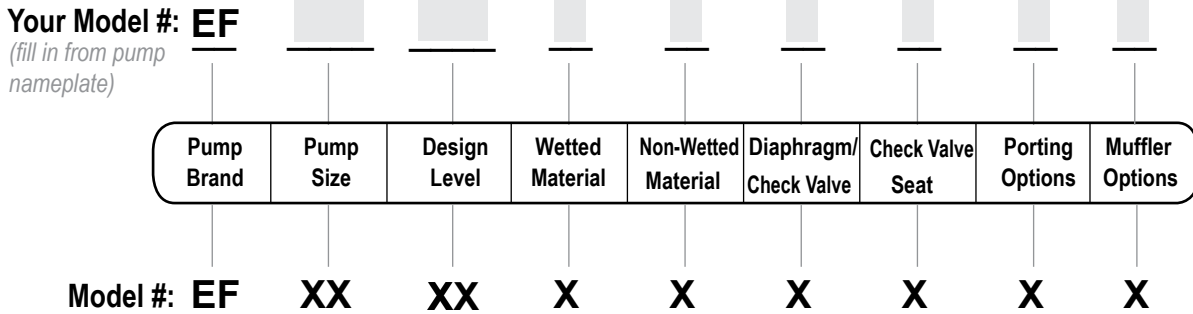 Your Model #: EF
(fill in from pump
nameplate)
Pump Brand
Pump Size
Design Level
Wetted Material
Non-Wetted Material
Diaphragm/ Check Valve
Check Valve Seat
Porting Options
Muffler Options
Model #: EF XX XX X X X X X X